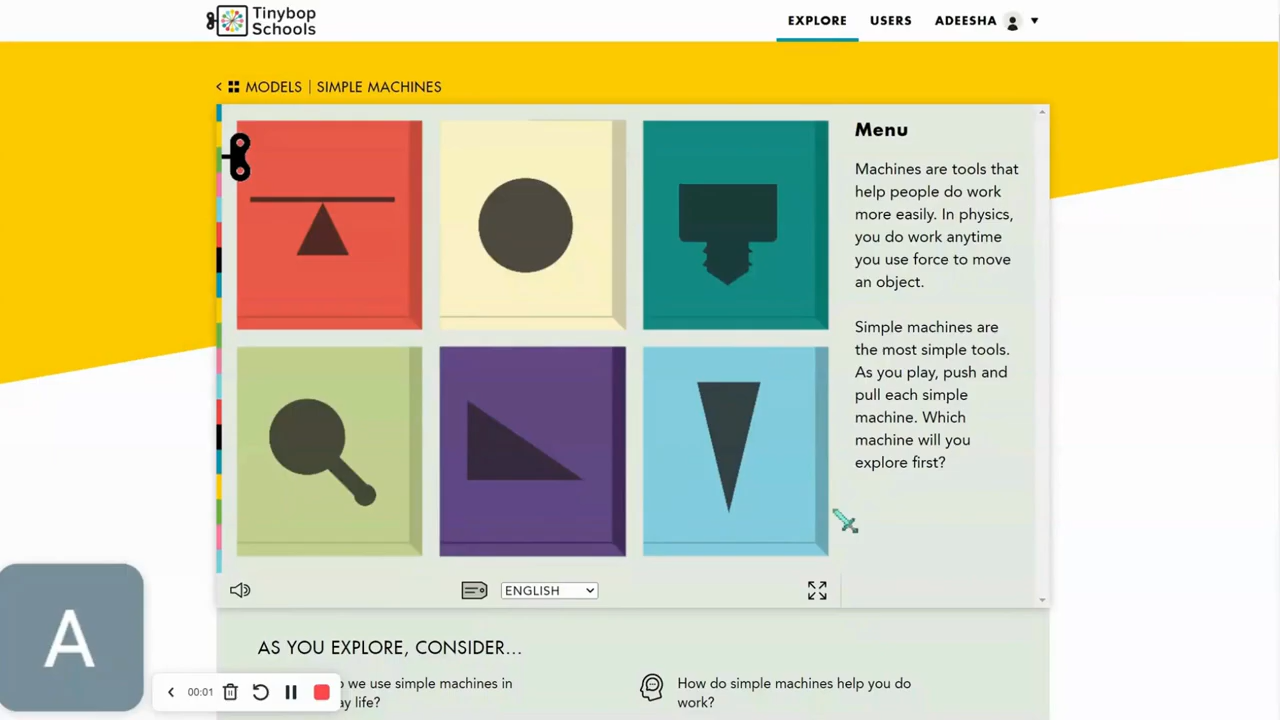 Tinybop
Schools
EXPLORE
USERS
ADEESHA
MODELS | SIMPLE MACHINES
Menu
Machines are tools that
help people do work
more easily. In physics,
you do work anytime
you use force to move
an object.
Simple machines are
the most simple tools.
As you play, push and
pull each simple
machine. Which
machine will you
explore first?
ENGLISH
AS YOU EXPLORE, CONSIDER...
we use simple machines in
life?
How do simple machines help you do
work?
A
00:01